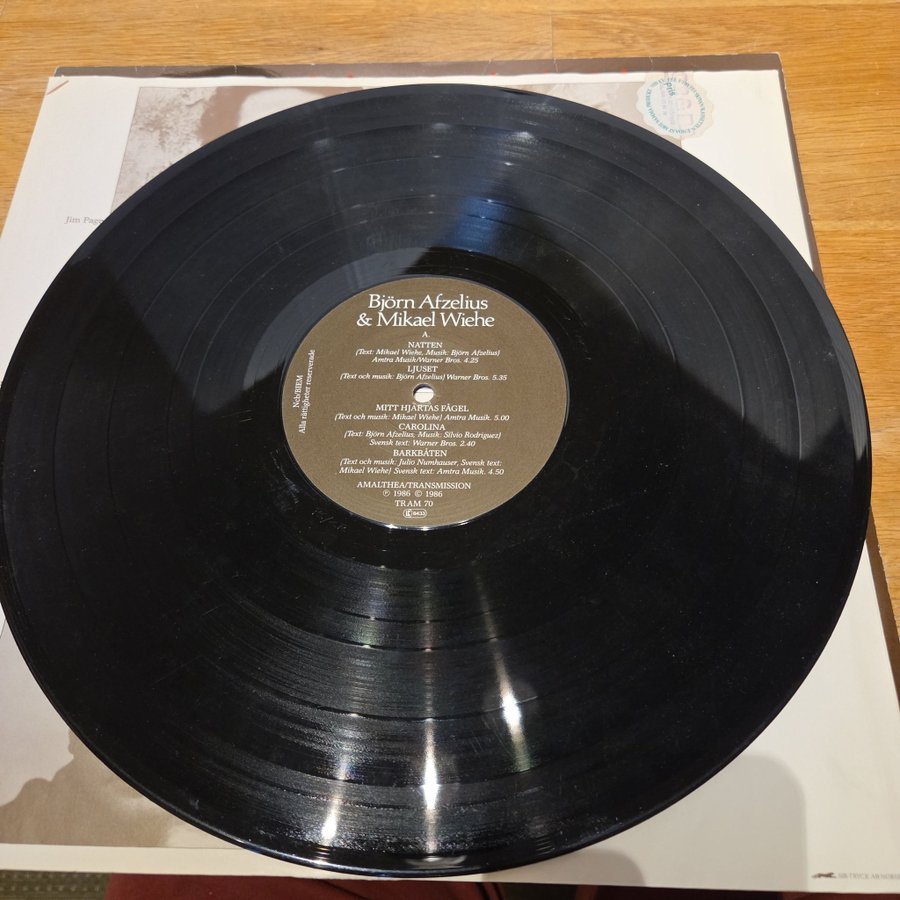 Jim Page
Björn Afzelius
& Mikael Wiehe
A.
NATTEN
(Text: Mikael Wiehe, Musik: Björn Afzelius)
Amtra Musik/Warner Bros. 4.25
LJUSET
(Text och musik: Björn Afzelius) Warner Bros. 5.35
MITT HJÄRTAS FÅGEL
(Text och musik: Mikael Wiehe) Amtra Musik. 5.00
CAROLINA
(Text: Björn Afzelius, Musik: Silvio Rodriguez)
Svensk text: Warner Bros. 2.40
BARKBÅTEN
(Text och musik: Julio Numhauser, Svensk text:
Mikael Wiehe) Svensk text: Amtra Musik. 4.50
AMALTHEA/TRANSMISSION
℗ 1986 © 1986
TRAM 70
8433
Ncb/BIEM
Alla rättigheter reserverade
TRYCK AB